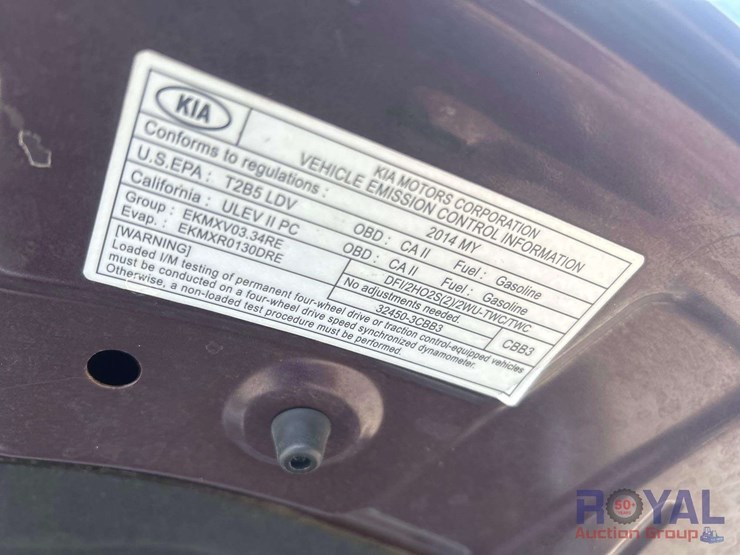 KIA
KIA MOTORS CORPORATION
VEHICLE EMISSION CONTROL INFORMATION
Conforms to regulations : 2014 MY
U.S.EPA : T2B5 LDV OBD : CA II Fuel : Gasoline
California : ULEV II PC OBD : CA II Fuel : Gasoline
Group : EKMXV03.34RE DFI/2HO2S(2)/2WU-TWC/TWC
Evap. : EKMXR0130DRE No adjustments needed.
32450-3CBB3 CBB3
[WARNING]
Loaded I/M testing of permanent four-wheel drive or traction control-equipped vehicles
must be conducted on a four-wheel drive speed synchronized dynamometer.
Otherwise, a non-loaded test procedure must be performed.
ROYAL
50+
Auction Group